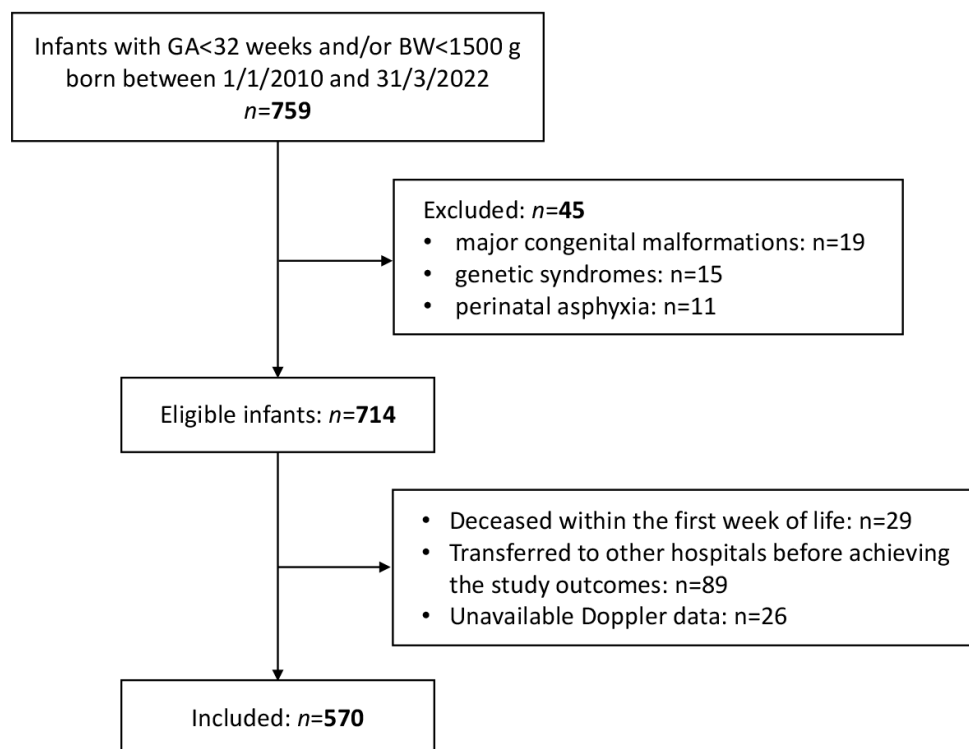 Infants with GA<32 weeks and/or BW<1500 g
born between 1/1/2010 and 31/3/2022
n=759
Excluded: n=45
• major congenital malformations: n=19
• genetic syndromes: n=15
• perinatal asphyxia: n=11
Eligible infants: n=714
• Deceased within the first week of life: n=29
• Transferred to other hospitals before achieving
the study outcomes: n=89
• Unavailable Doppler data: n=26
Included: n=570